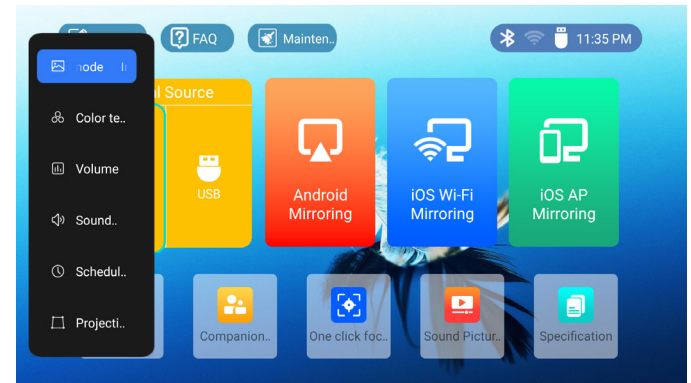 FAQ
Mainten..
11:35 PM
node
Color te..
Volume
Sound..
Schedul..
Projecti..
l Source
USB
Android
Mirroring
iOS Wi-Fi
Mirroring
iOS AP
Mirroring
Companion..
One click foc..
Sound Pictur..
Specification